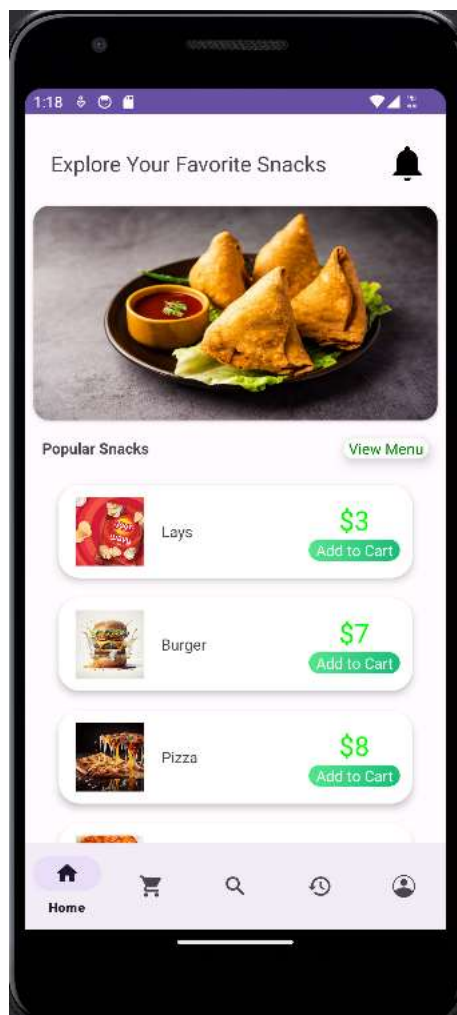 1:18
Explore Your Favorite Snacks
Popular Snacks
View Menu
Lays
$3
Add to Cart
Burger
$7
Add to Cart
Pizza
$8
Add to Cart
Home